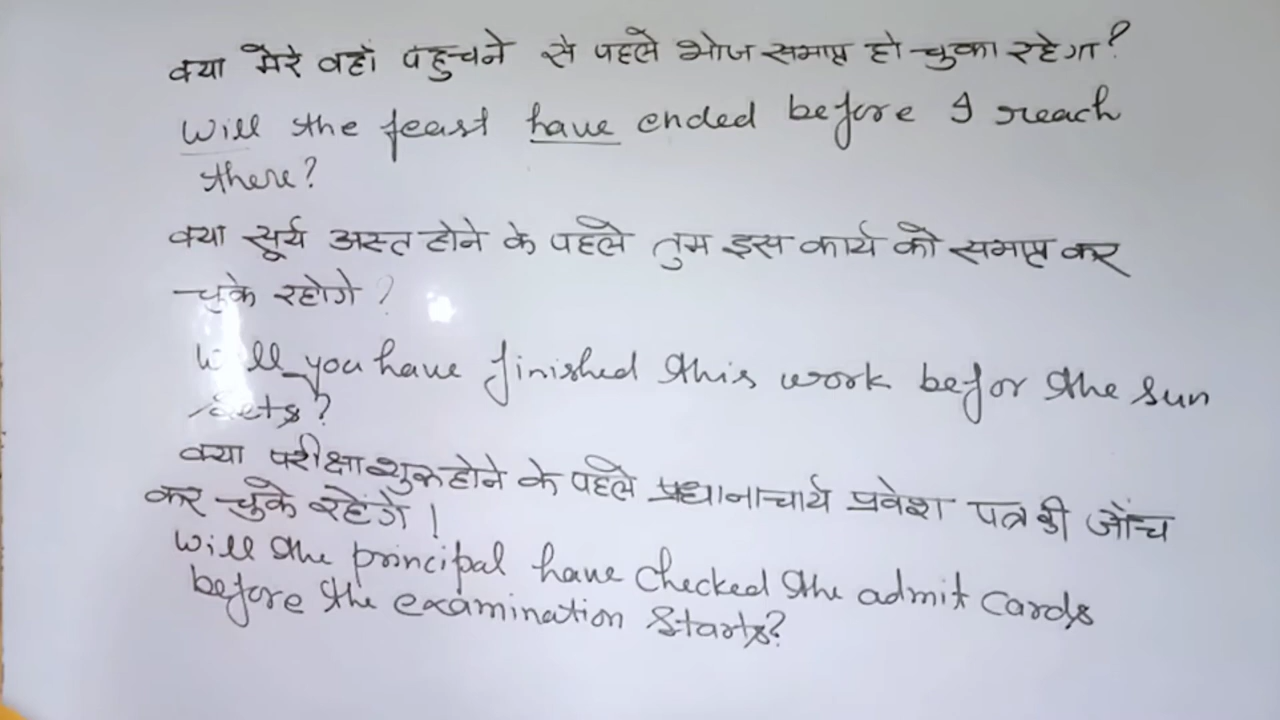 क्या मेरे वहाँ पहुचने से पहले भोज समाप्त हो चुका रहेगा?
Will the feast have ended before I reach
there?
क्या सूर्य अस्त होने के पहले तुम इस कार्य को समाप्त कर
चुके रहोगे ?
Will you have finished this work befor the sun
sets?
क्या परीक्षा शुरू होने के पहले प्रधानाचार्य प्रवेश पत्र की जाँच
कर चुके रहेंगे ।
Will the principal have checked the admit cards
before the examination starts?